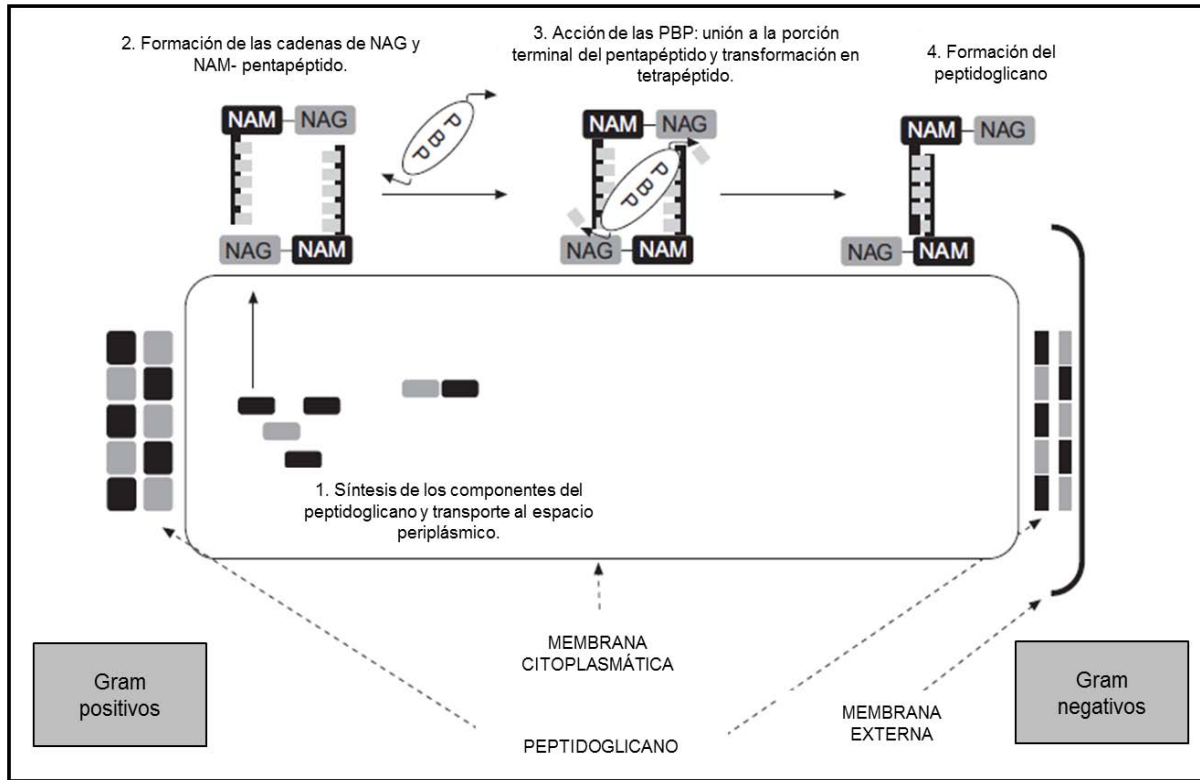 2. Formación de las cadenas de NAG y
NAM- pentapéptido.
3. Acción de las PBP: unión a la porción
terminal del pentapéptido y transformación en
tetrapéptido.
4. Formación del
peptidoglicano
NAM NAG
PBP
NAM NAG
PBP
NAM NAG
NAG NAM
NAG NAM
NAG NAM
1. Síntesis de los componentes del
peptidoglicano y transporte al espacio
periplásmico.
MEMBRANA
CITOPLASMÁTICA
Gram
positivos
Gram
negativos
MEMBRANA
EXTERNA
PEPTIDOGLICANO